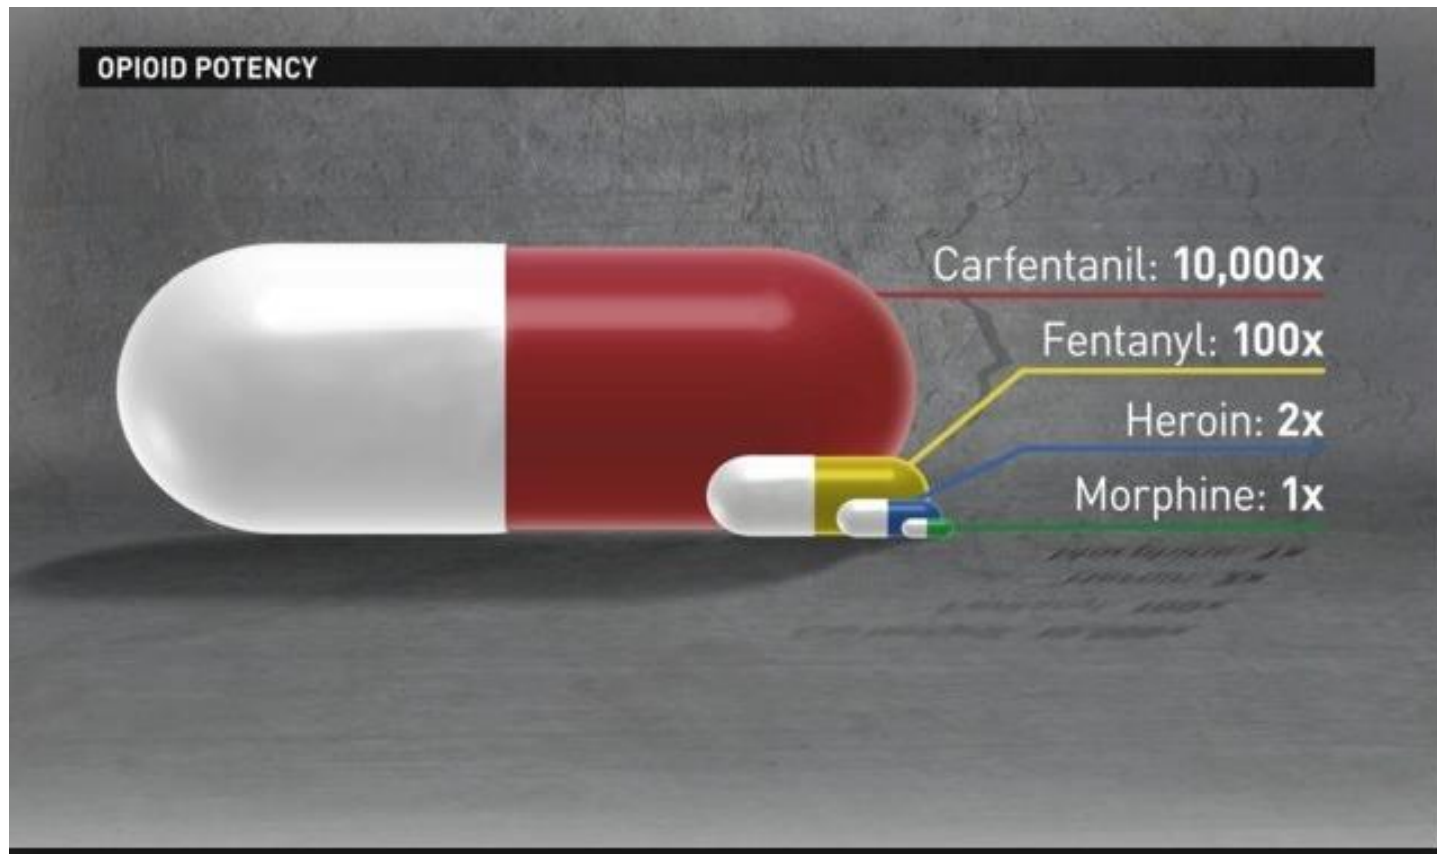 OPIOID POTENCY
Carfentanil: 10,000x
Fentanyl: 100x
Heroin: 2x
Morphine: 1x